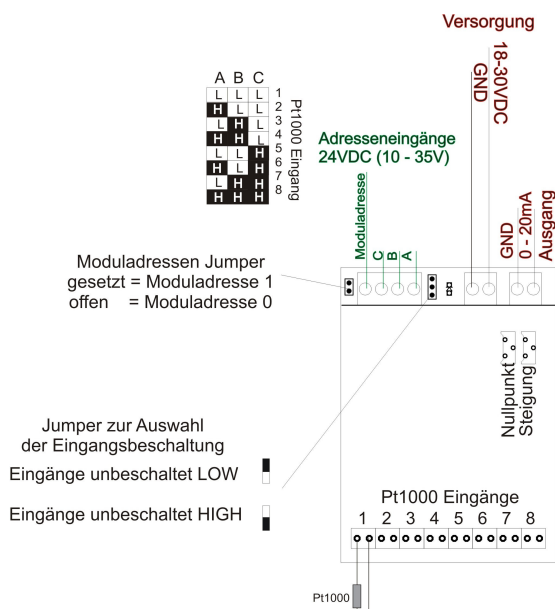 Versorgung
18-30VDC
GND
A B C
L L L 1
H L L 2
L H L 3
H H L 4
L L H 5
H L H 6
L H H 7
H H H 8
Pt1000 Eingang
Adresseneingänge
24VDC (10 - 35V)
Moduladresse
C
B
A
GND
0 - 20mA
Ausgang
Moduladressen Jumper
gesetzt = Moduladresse 1
offen = Moduladresse 0
Nullpunkt
Steigung
Jumper zur Auswahl
der Eingangsbeschaltung
Eingänge unbeschaltet LOW
Eingänge unbeschaltet HIGH
Pt1000 Eingänge
1 2 3 4 5 6 7 8
Pt1000